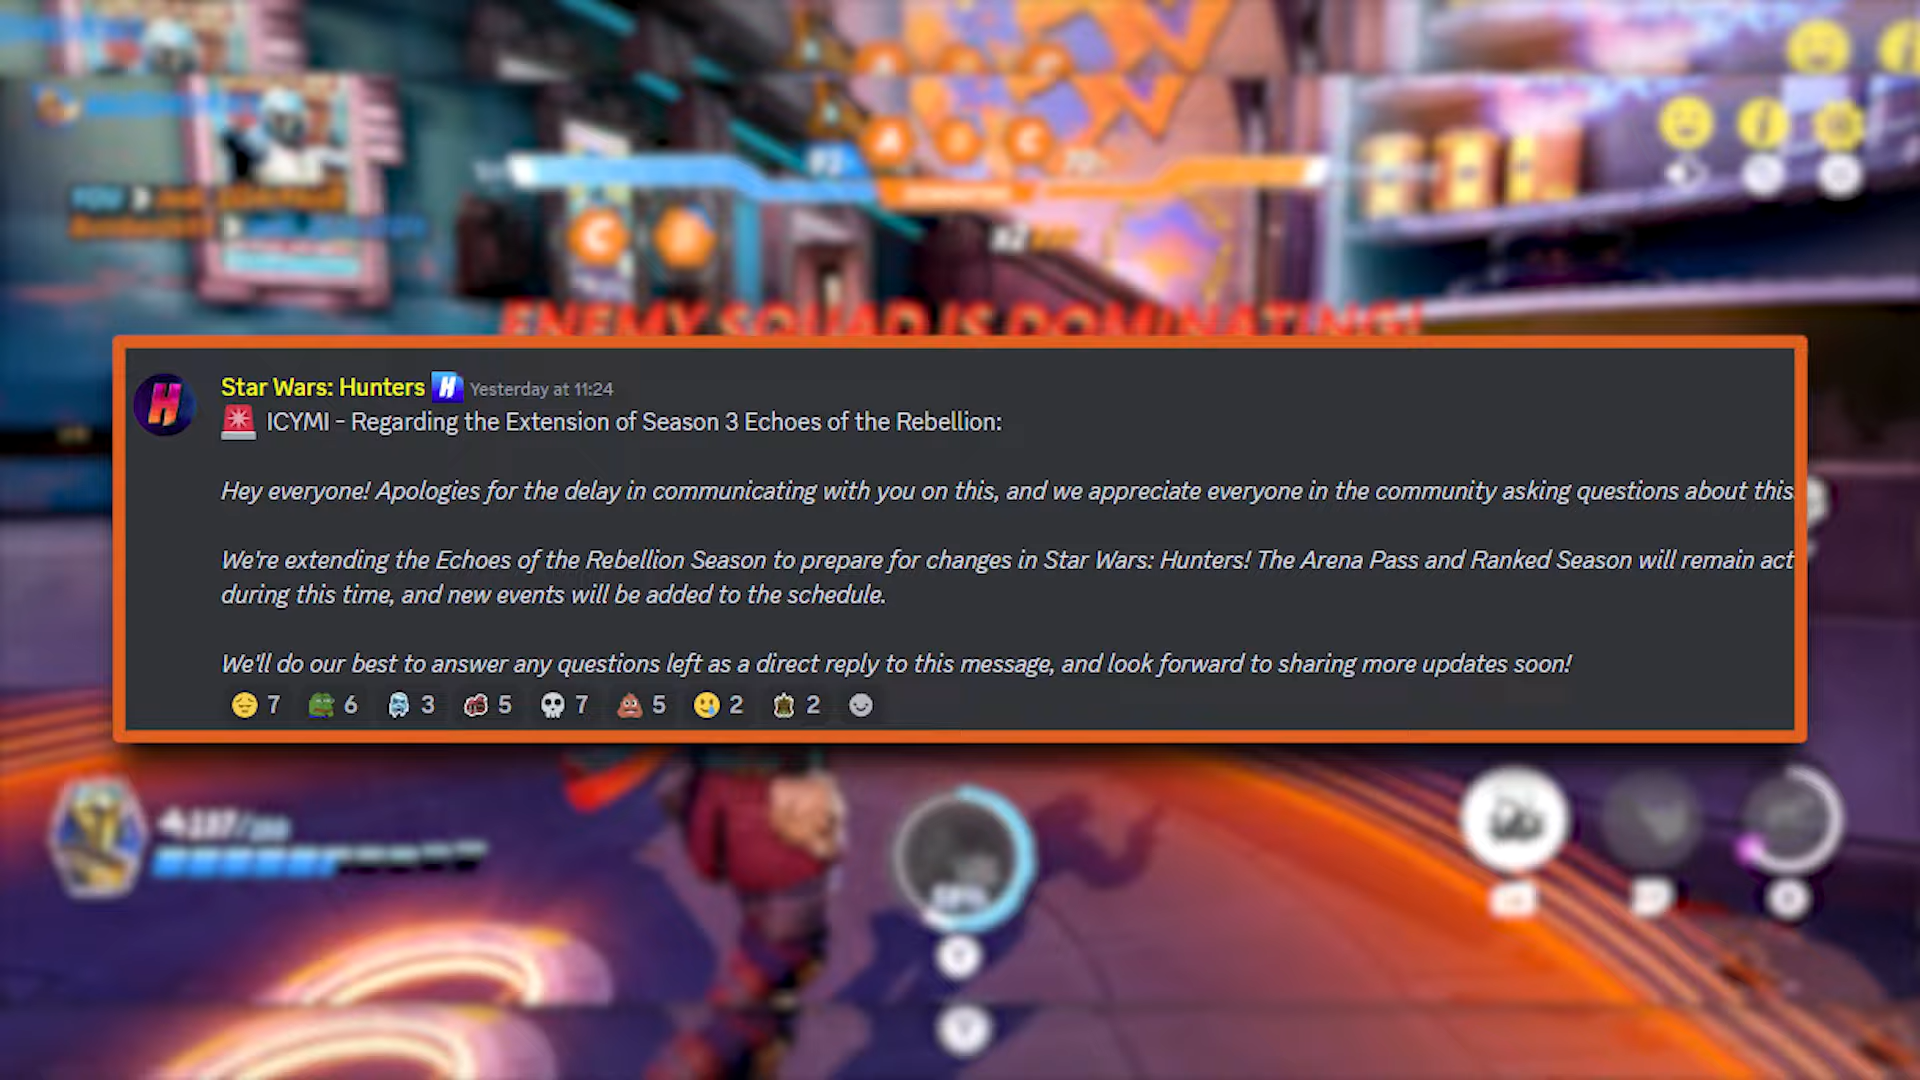 A
C
C
ENEMY SQUAD IS DOMINATING!
Star Wars: Hunters H Yesterday at 11:24
H
ICYMI - Regarding the Extension of Season 3 Echoes of the Rebellion:
Hey everyone! Apologies for the delay in communicating with you on this, and we appreciate everyone in the community asking questions about this
We're extending the Echoes of the Rebellion Season to prepare for changes in Star Wars: Hunters! The Arena Pass and Ranked Season will remain act
during this time, and new events will be added to the schedule.
We'll do our best to answer any questions left as a direct reply to this message, and look forward to sharing more updates soon!
7 6 3 5 7 5 2 2